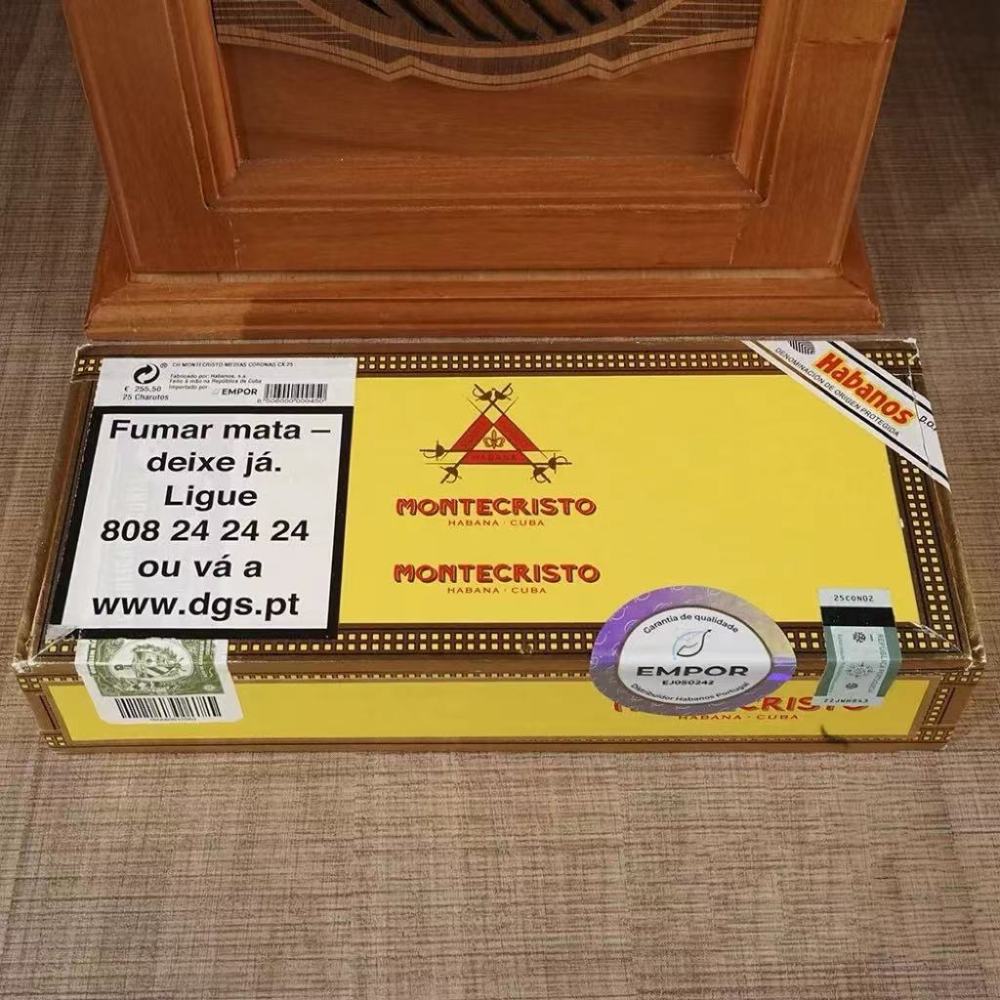 CH MONTECRISTO MEDIAS CORONAS CX 25
Fabricado por: Habanos, s.a.
Feito à mão na República de Cuba
Importado por
EMPOR
€ 255,50
25 Charutos
Fumar mata –
deixe já.
Ligue
808 24 24 24
ou vá a
www.dgs.pt
HABANA
MONTECRISTO
HABANA · CUBA
MONTECRISTO
HABANA · CUBA
Habanos
DENOMINACIÓN DE ORIGEN PROTEGIDA
D.O.
Garantia de qualidade
EMPOR
EJ050242
Distribuidor Habanos Portugal
HABANA · CUBA